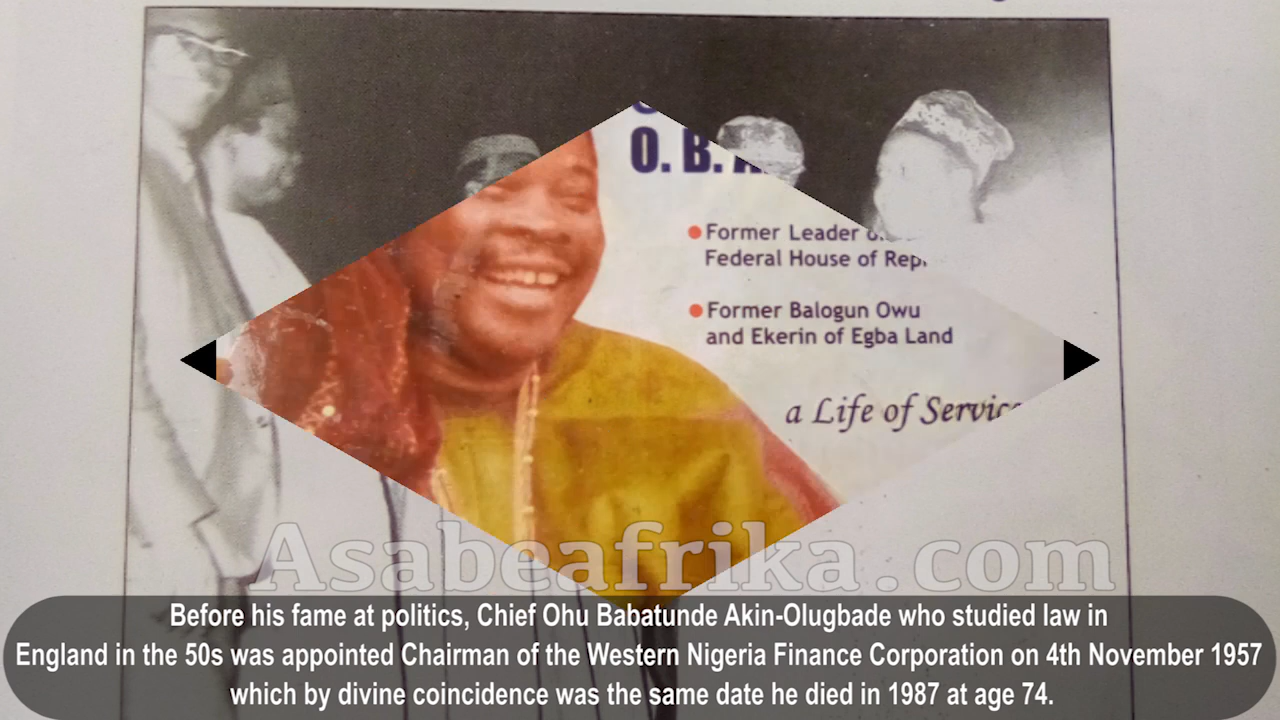 O. B.
Former Leader
Federal House of
Former Balogun Owu
and Ekerin of Egba Land
a Life of
Asabeafrika.com
Before his fame at politics, Chief Ohu Babatunde Akin-Olugbade who studied law in
England in the 50s was appointed Chairman of the Western Nigeria Finance Corporation on 4th November 1957
which by divine coincidence was the same date he died in 1987 at age 74.